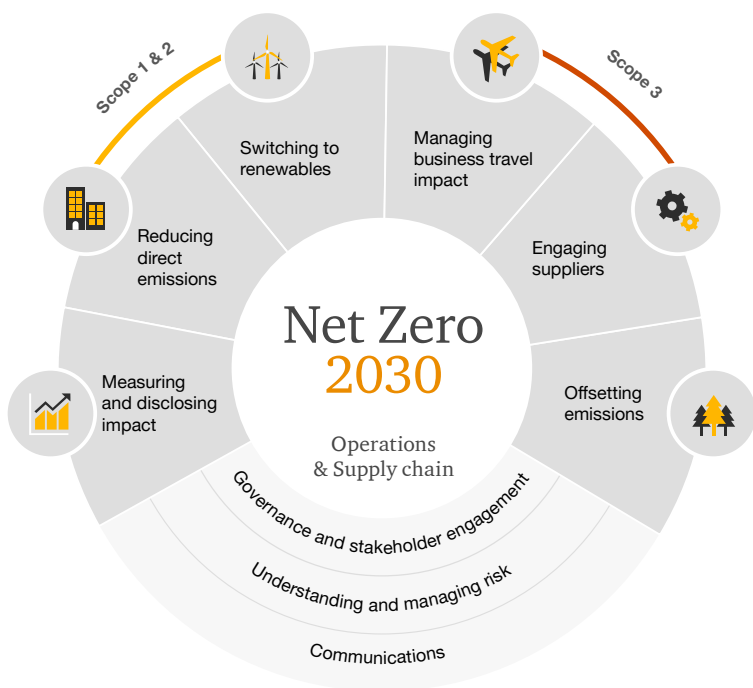 Scope 1 & 2
Scope 3
Switching to
renewables
Managing
business travel
impact
Reducing
direct
emissions
Engaging
suppliers
Net Zero
2030
Measuring
and disclosing
impact
Offsetting
emissions
Operations
& Supply chain
Governance and stakeholder engagement
Understanding and managing risk
Communications